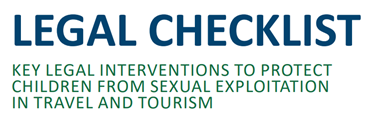 LEGAL CHECKLIST
KEY LEGAL INTERVENTIONS TO PROTECT
CHILDREN FROM SEXUAL EXPLOITATION
IN TRAVEL AND TOURISM